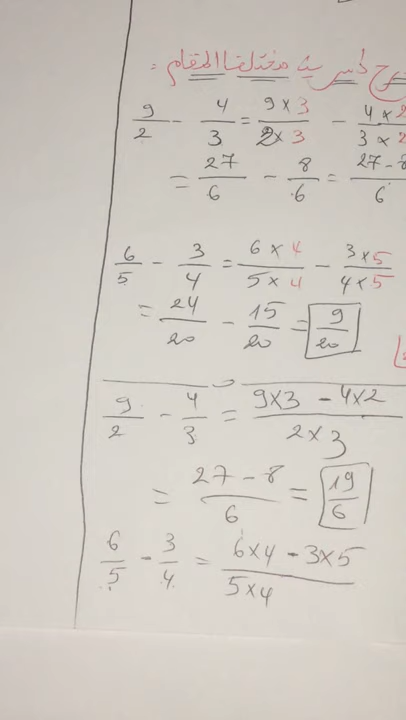 مختلفا المقام :
9/2 - 4/3 = 9 × 3/2 × 3 - 4 × 2/3 × 2
= 27/6 - 8/6 = 27 - 8/6
6/5 - 3/4 = 6 × 4/5 × 4 - 3 × 5/4 × 5
= 24/20 - 15/20 = 9/20
9/2 - 4/3 = 9×3 - 4×2/2×3
= 27 - 8/6 = 19/6
6/5 - 3/4 = 6×4 - 3×5/5×4